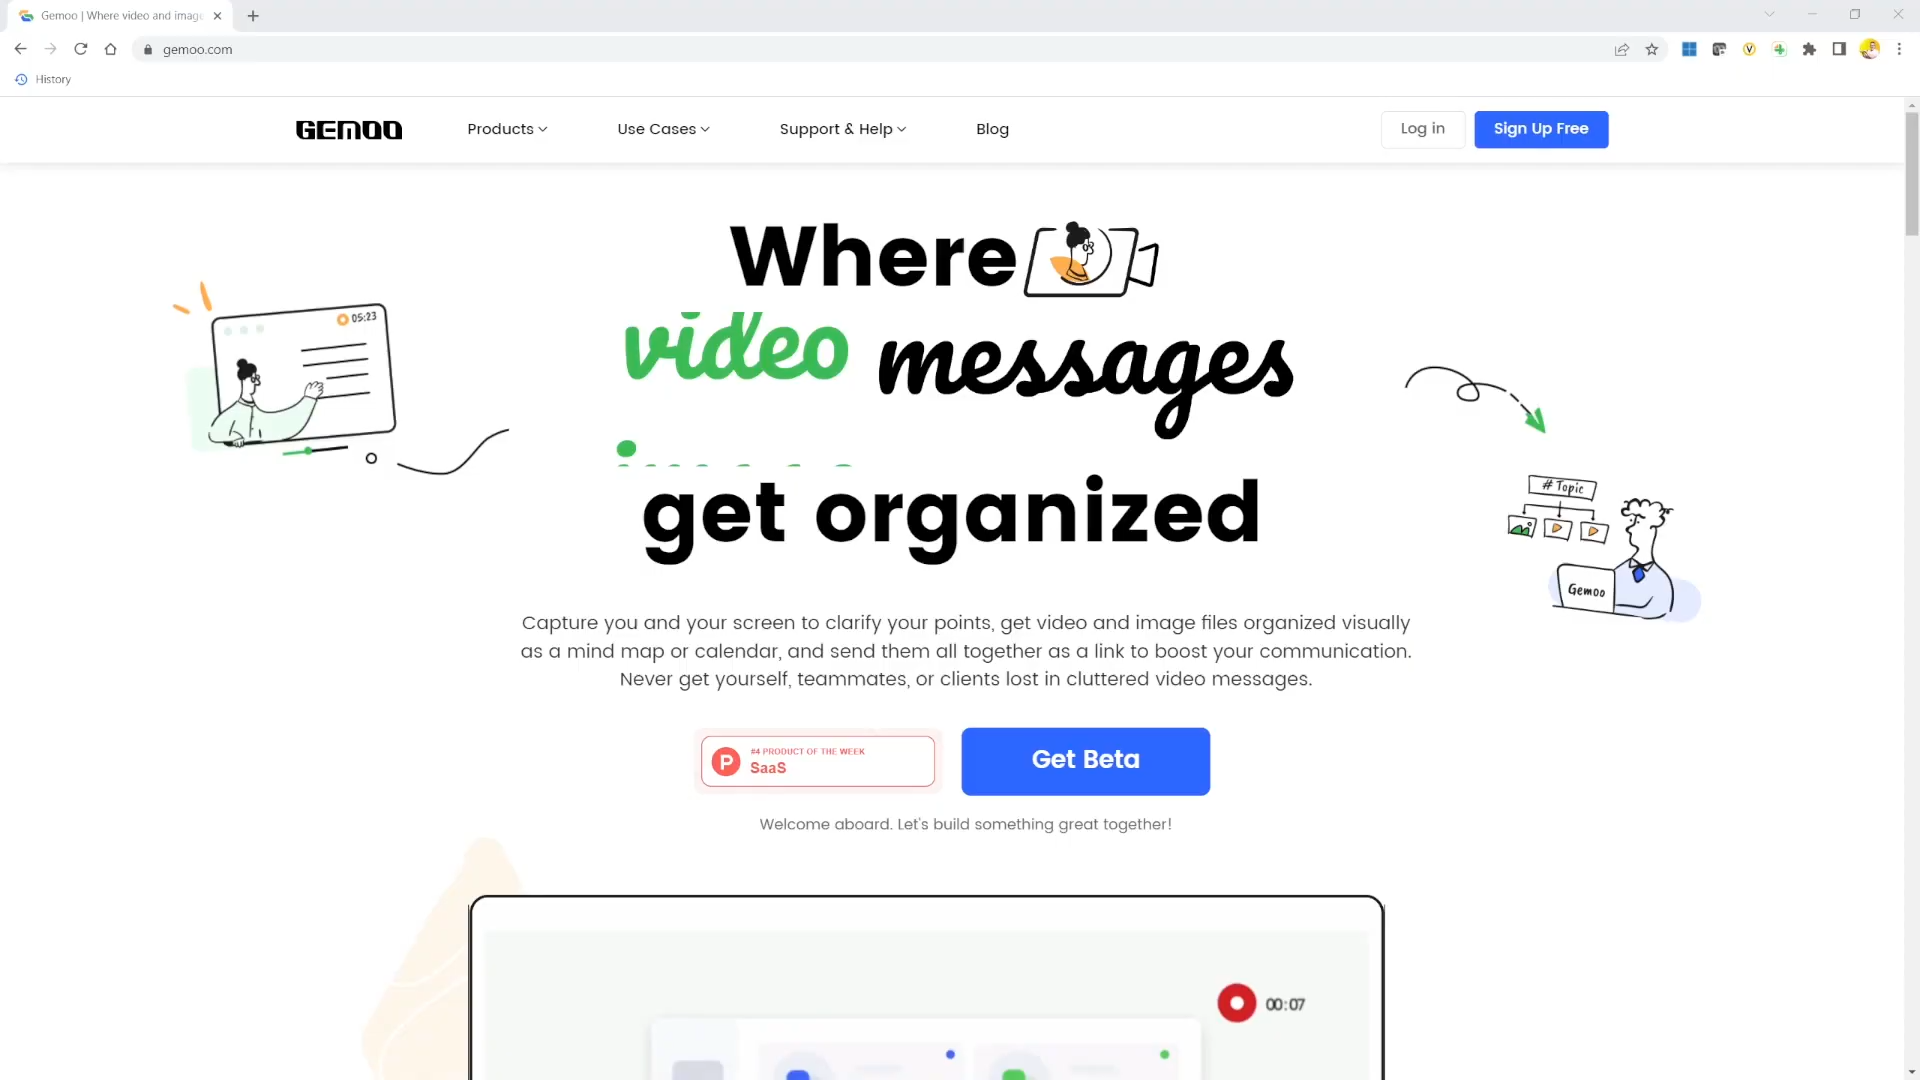 Gemoo | Where video and imag
gemoo.com
History
GEMOO
Products
Use Cases
Support & Help
Blog
Log in
Sign Up Free
Where
video messages
get organized
05:23
# Topic
Gemoo
Capture you and your screen to clarify your points, get video and image files organized visually
as a mind map or calendar, and send them all together as a link to boost your communication.
Never get yourself, teammates, or clients lost in cluttered video messages.
P
#4 PRODUCT OF THE WEEK
SaaS
Get Beta
Welcome aboard. Let's build something great together!
00:07